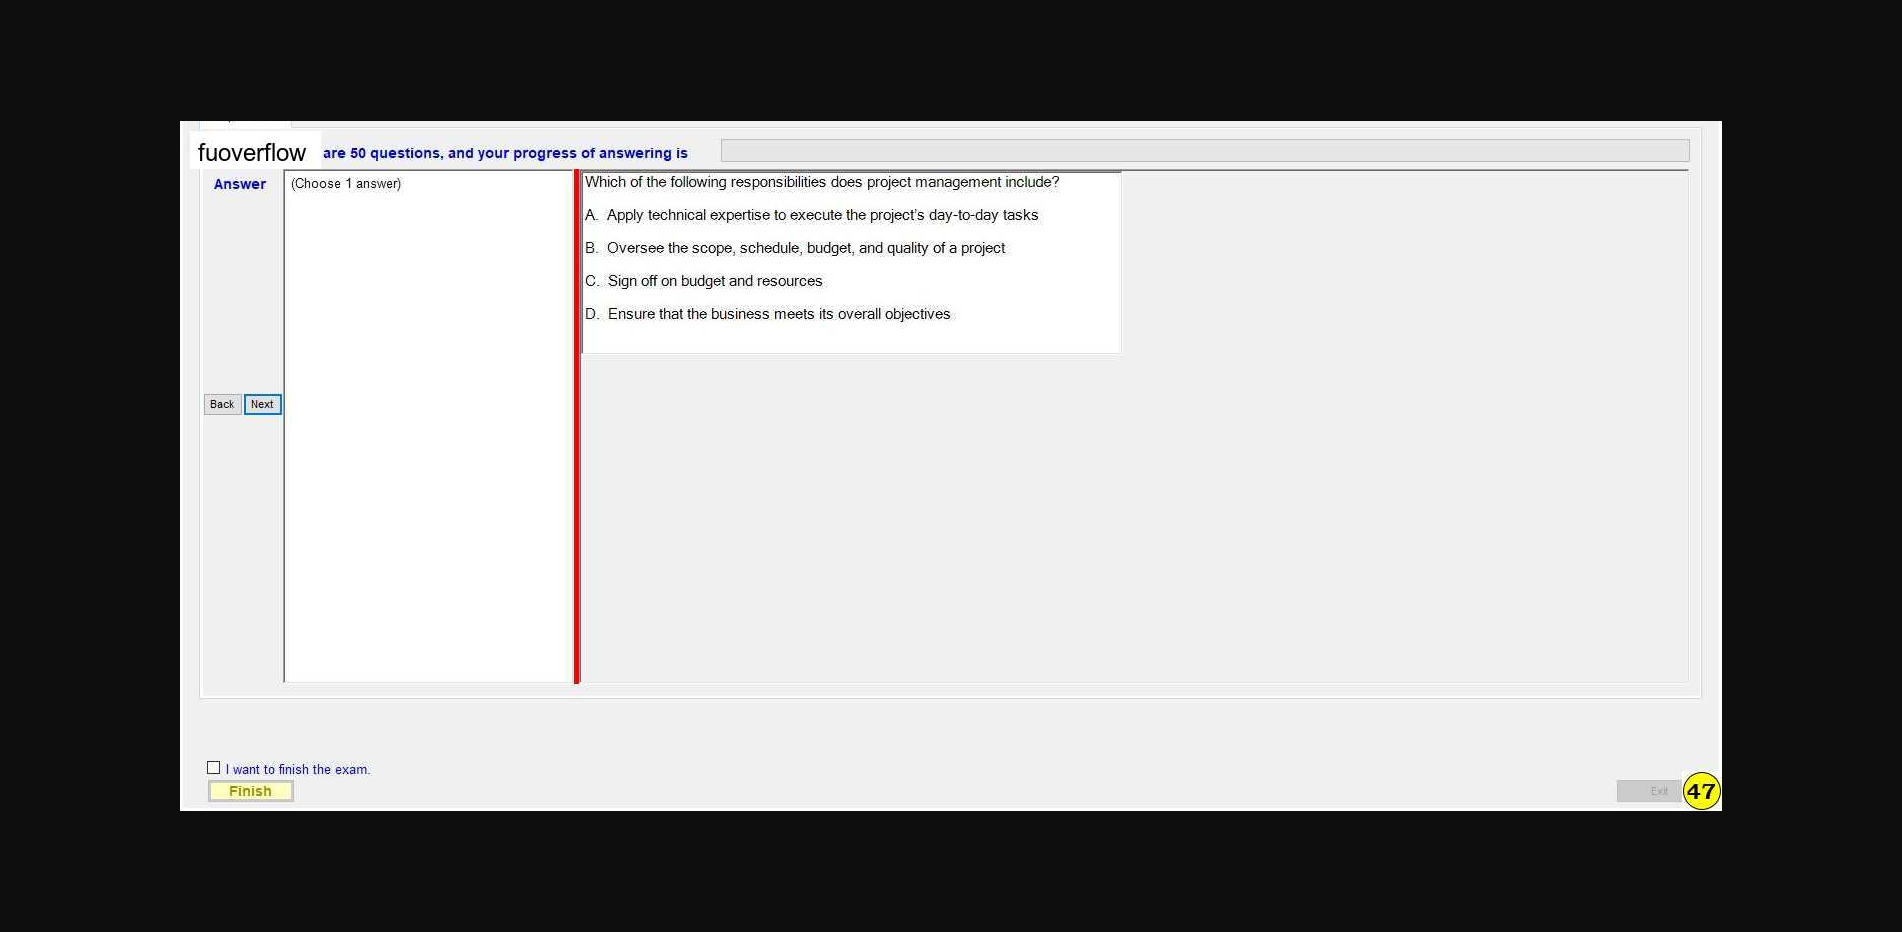 fuoverflow are 50 questions, and your progress of answering is
Answer
(Choose 1 answer)
Which of the following responsibilities does project management include?
A. Apply technical expertise to execute the project's day-to-day tasks
B. Oversee the scope, schedule, budget, and quality of a project
C. Sign off on budget and resources
D. Ensure that the business meets its overall objectives
Back Next
I want to finish the exam.
Finish
Exit
47